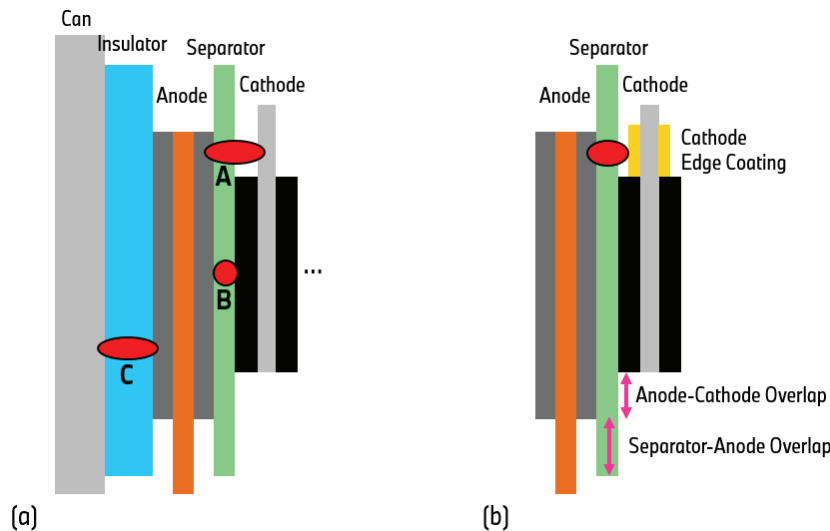 Can
Insulator
Separator
Anode
Cathode
A
B
C
...
(a)
Separator
Anode
Cathode
Cathode
Edge Coating
Anode-Cathode Overlap
Separator-Anode Overlap
(b)